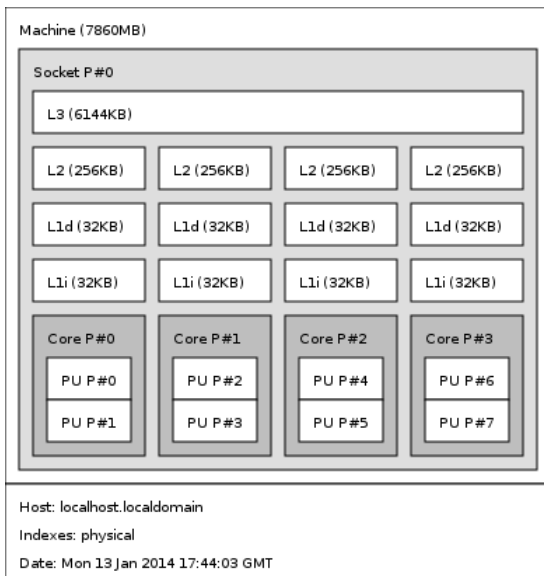 Machine (7860MB)
Socket P#0
L3 (6144KB)
L2 (256KB) L2 (256KB) L2 (256KB) L2 (256KB)
L1d (32KB) L1d (32KB) L1d (32KB) L1d (32KB)
L1i (32KB) L1i (32KB) L1i (32KB) L1i (32KB)
Core P#0 Core P#1 Core P#2 Core P#3
PU P#0 PU P#2 PU P#4 PU P#6
PU P#1 PU P#3 PU P#5 PU P#7
Host: localhost.localdomain
Indexes: physical
Date: Mon 13 Jan 2014 17:44:03 GMT